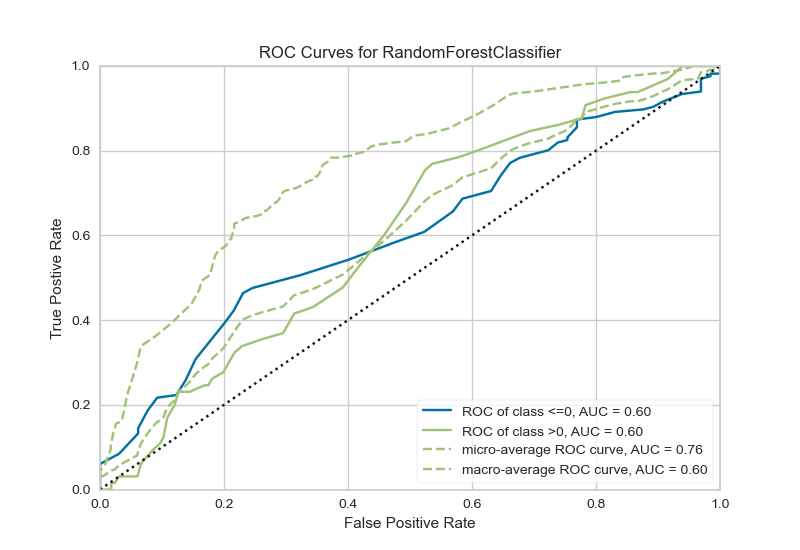 ROC Curves for RandomForestClassifier
True Postive Rate
1.0
0.8
0.6
0.4
0.2
0.0
ROC of class <=0, AUC = 0.60
ROC of class >0, AUC = 0.60
micro-average ROC curve, AUC = 0.76
macro-average ROC curve, AUC = 0.60
0.0 0.2 0.4 0.6 0.8 1.0
False Positive Rate